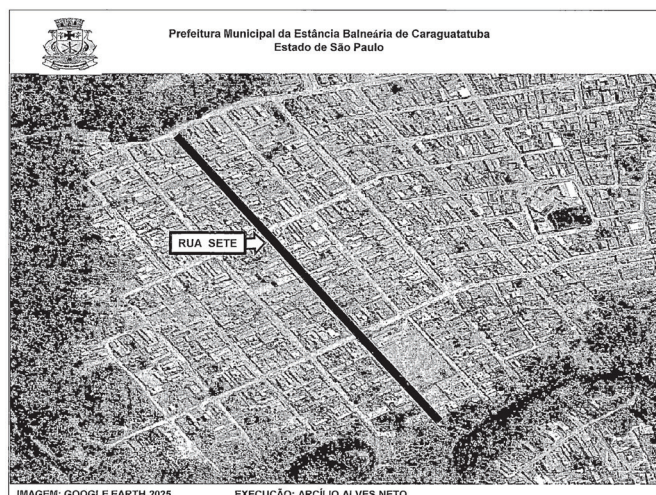 Prefeitura Municipal da Estância Balneária de Caraguatatuba
Estado de São Paulo
RUA SETE
IMAGEM: GOOGLE EARTH 2025
EXECUÇÃO: ARCÍLIO ALVES NETO